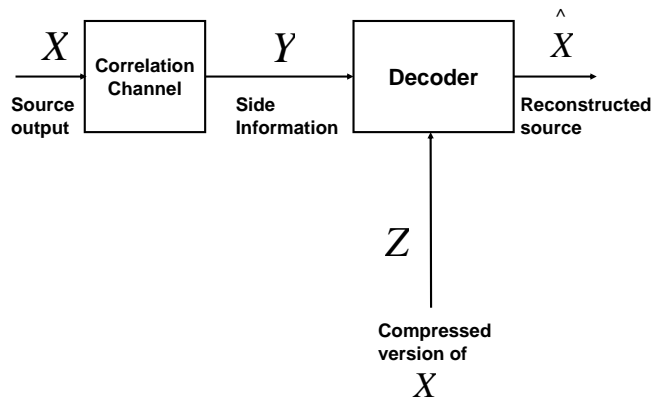 X
Correlation
Channel
Y
Decoder
^
X
Source
output
Side
Information
Reconstructed
source
Z
Compressed
version of
X